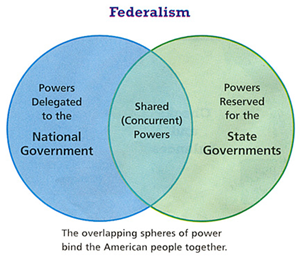 Federalism
Powers
Delegated
to the
National
Government
Shared
(Concurrent)
Powers
Powers
Reserved
for the
State
Governments
The overlapping spheres of power
bind the American people together.